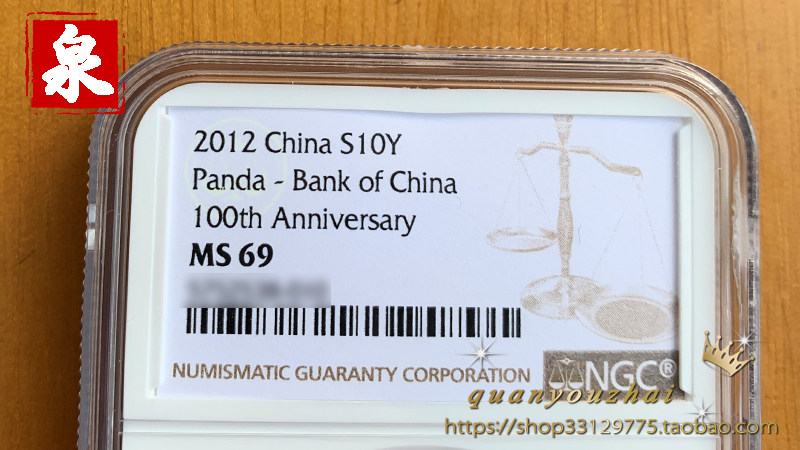 泉
2012 China S10Y
Panda - Bank of China
100th Anniversary
MS 69
NUMISMATIC GUARANTY CORPORATION
NGC®
quanyouzhai
https://shop33129775.taobao.com